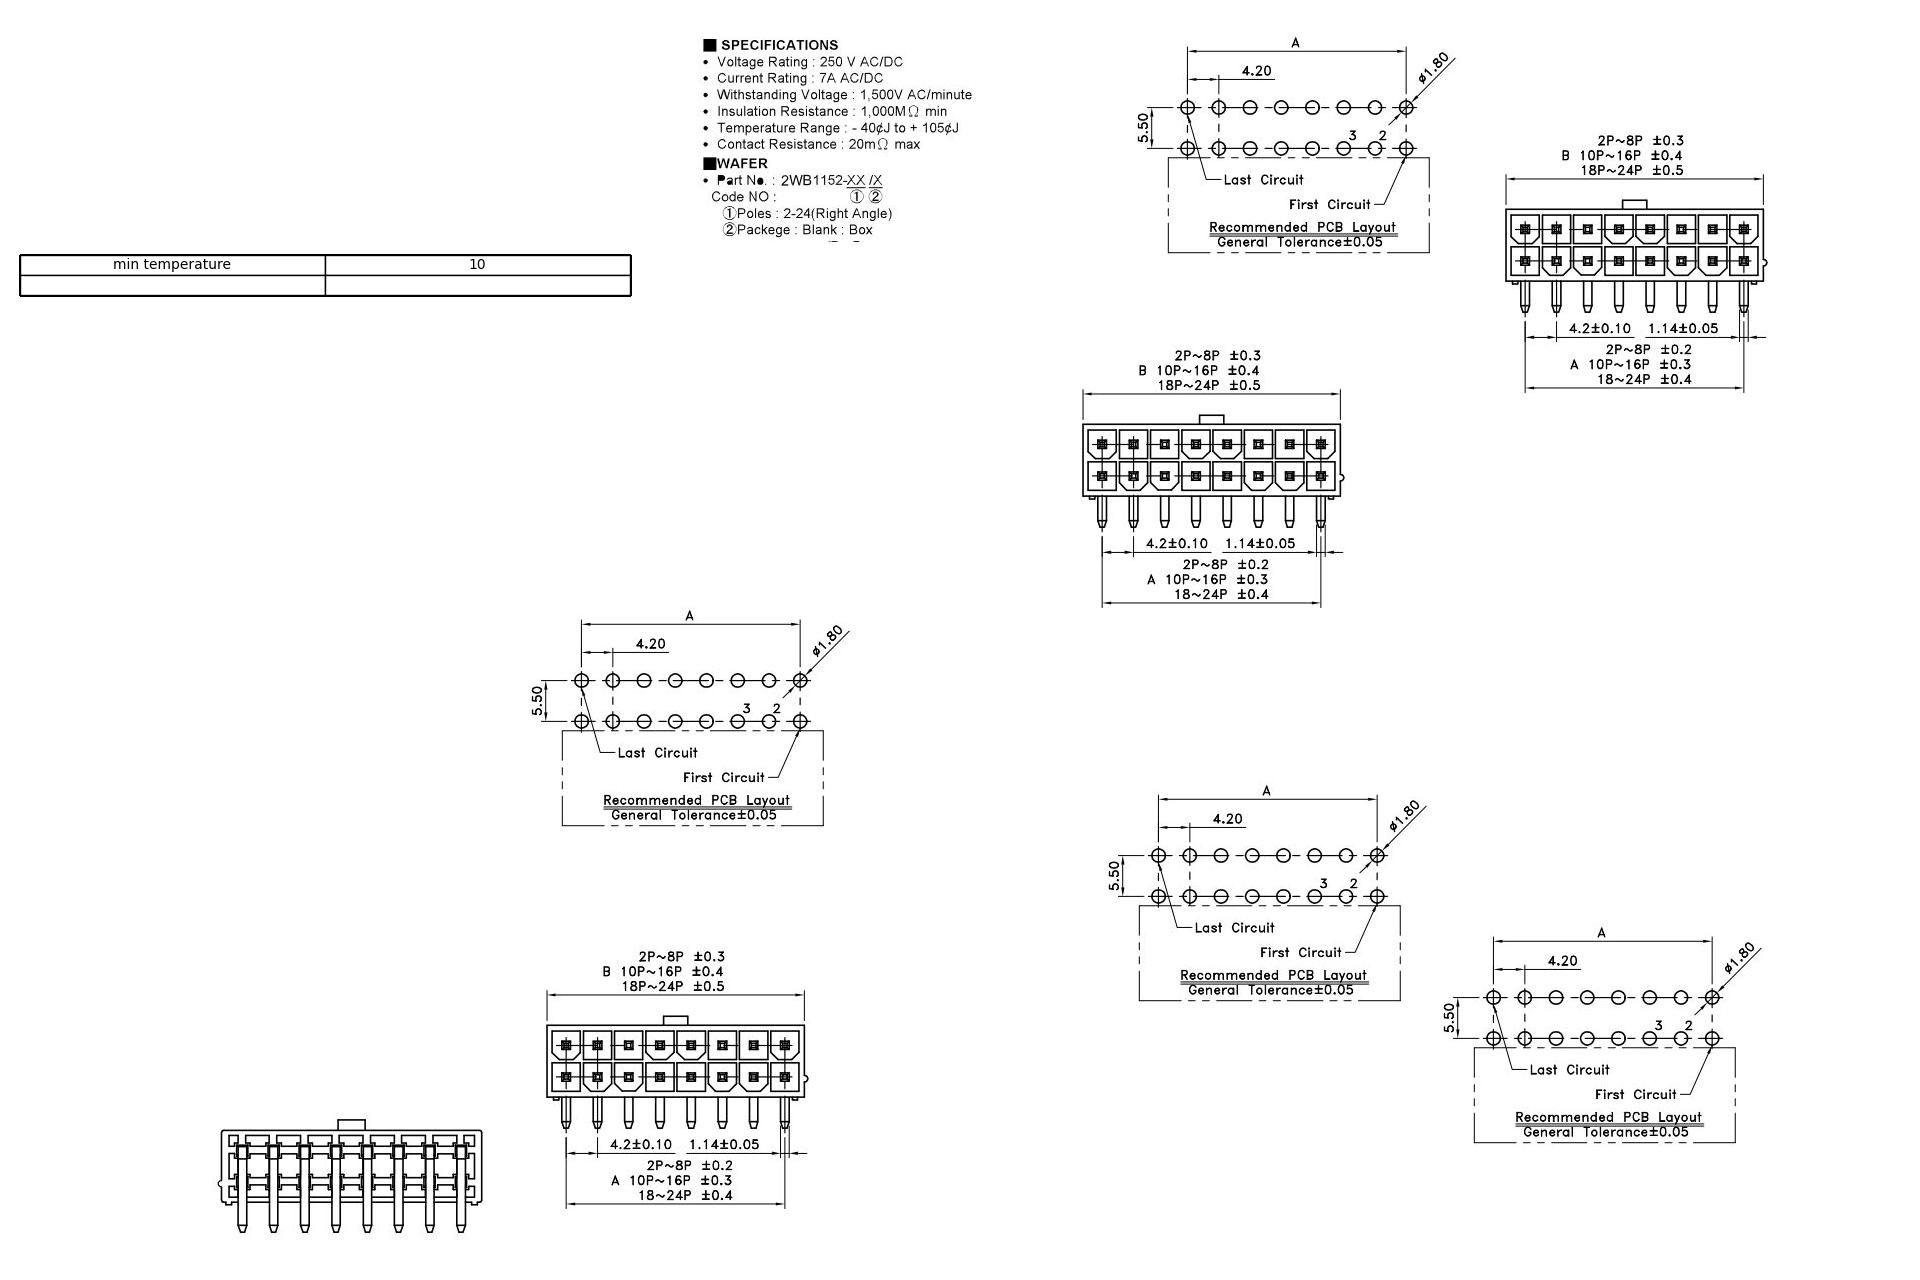 ■ SPECIFICATIONS
• Voltage Rating : 250 V AC/DC
• Current Rating : 7A AC/DC
• Withstanding Voltage : 1,500V AC/minute
• Insulation Resistance : 1,000MΩ min
• Temperature Range : - 40¢J to + 105¢J
• Contact Resistance : 20mΩ max
■WAFER
• Part No. : 2WB1152-XX /X
Code NO : ① ②
①Poles : 2-24(Right Angle)
②Packege : Blank : Box
min temperature 10
A
4.20
ø1.80
5.50
3 2
Last Circuit
First Circuit
Recommended PCB Layout
General Tolerance±0.05
2P~8P ±0.3
B 10P~16P ±0.4
18P~24P ±0.5
4.2±0.10 1.14±0.05
2P~8P ±0.2
A 10P~16P ±0.3
18~24P ±0.4
2P~8P ±0.3
B 10P~16P ±0.4
18P~24P ±0.5
4.2±0.10 1.14±0.05
2P~8P ±0.2
A 10P~16P ±0.3
18~24P ±0.4
A
4.20
ø1.80
5.50
3 2
Last Circuit
First Circuit
Recommended PCB Layout
General Tolerance±0.05
A
4.20
ø1.80
5.50
3 2
Last Circuit
First Circuit
Recommended PCB Layout
General Tolerance±0.05
A
4.20
ø1.80
5.50
3 2
Last Circuit
First Circuit
Recommended PCB Layout
General Tolerance±0.05
2P~8P ±0.3
B 10P~16P ±0.4
18P~24P ±0.5
4.2±0.10 1.14±0.05
2P~8P ±0.2
A 10P~16P ±0.3
18~24P ±0.4